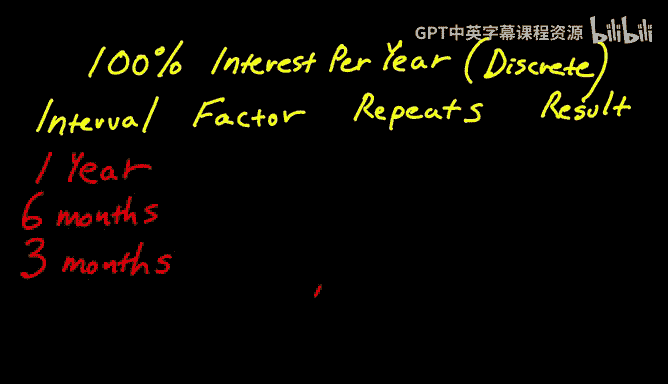 GPT中英字幕课程资源 bilibili
100% Interest Per Year (Discrete)
Interval Factor Repeats Result
1 Year
6 months
3 months